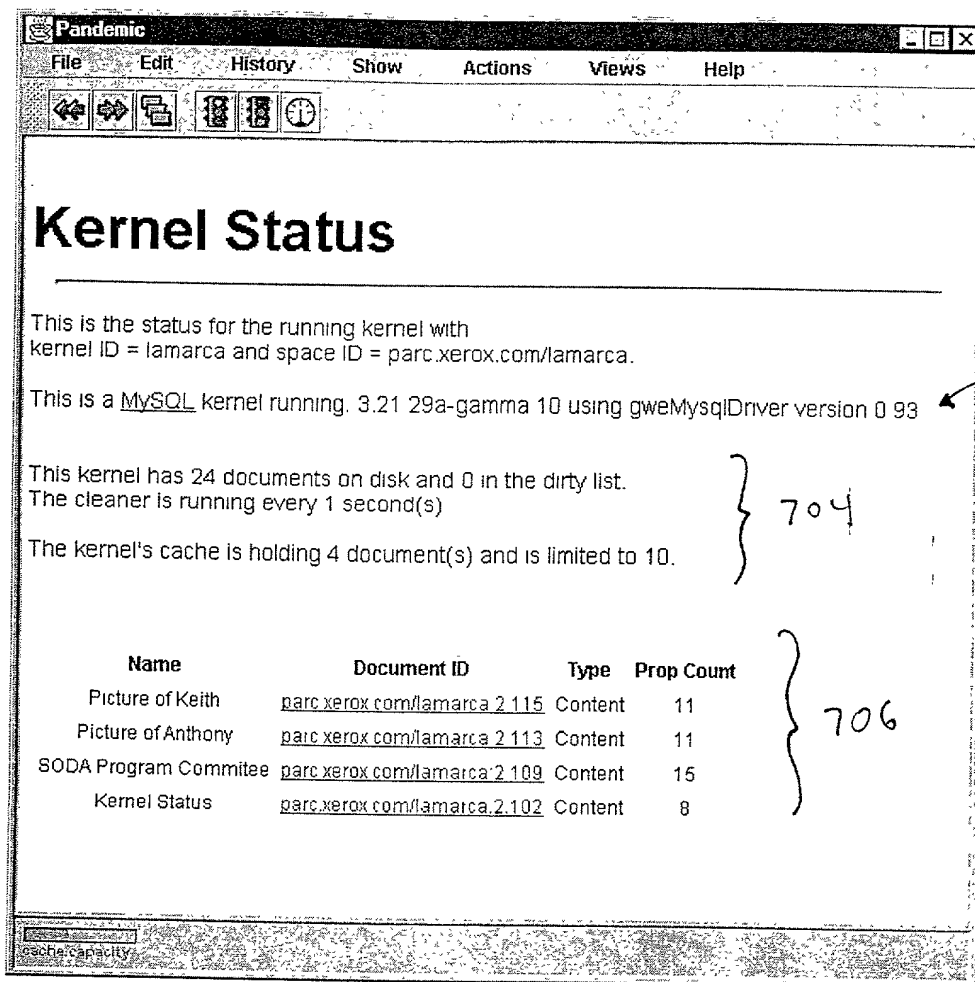 Pandemic
File Edit History Show Actions Views Help
Kernel Status
This is the status for the running kernel with
kernel ID = lamarca and space ID = parc.xerox.com/lamarca.
This is a MySQL kernel running. 3.21 29a-gamma 10 using gweMysqlDriver version 0 93
This kernel has 24 documents on disk and 0 in the dirty list.
The cleaner is running every 1 second(s)
704
The kernel's cache is holding 4 document(s) and is limited to 10.
Name Document ID Type Prop Count
Picture of Keith parc xerox com/lamarca 2 115 Content 11
Picture of Anthony parc xerox com/lamarca 2 113 Content 11
706
SODA Program Commitee parc xerox com/lamarca 2 109 Content 15
Kernel Status parc.xerox com/lamarca.2.102 Content 8
cache capacity